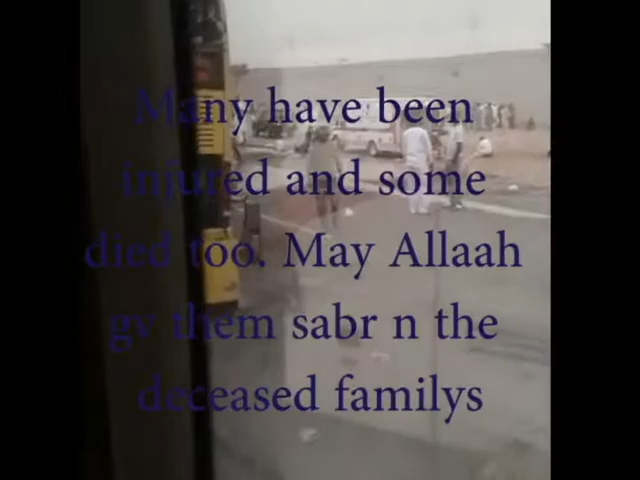 Many have been
injured and some
died too. May Allaah
gv them sabr n the
deceased familys